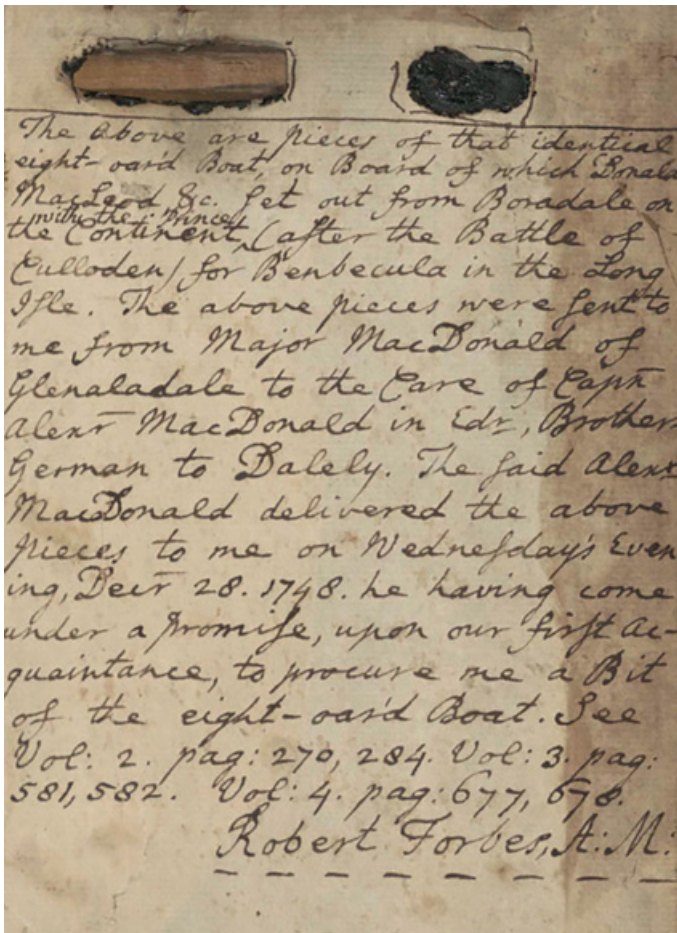 The above are pieces of that identical
eight-oar'd Boat, on Board of which Donald
MacLeod &c. set out from Boradale on
with the Prince
the Continent, ^ (after the Battle of
Culloden) for Benbecula in the Long
Isle. The above pieces were sent to
me from Major MacDonald of
Glenaladale to the Care of Capn
Alexr MacDonald in Edr, Brother
German to Dalely. The said Alexr
MacDonald delivered the above
pieces to me on Wednesday's Even
ing, Decr 28. 1748. he having come
under a promise, upon our first Ac-
quaintance, to procure me a Bit
of the eight-oar'd Boat. See
Vol: 2. pag: 270, 284. Vol: 3. pag:
581, 582. Vol: 4. pag: 677, 678.
Robert Forbes, A: M: